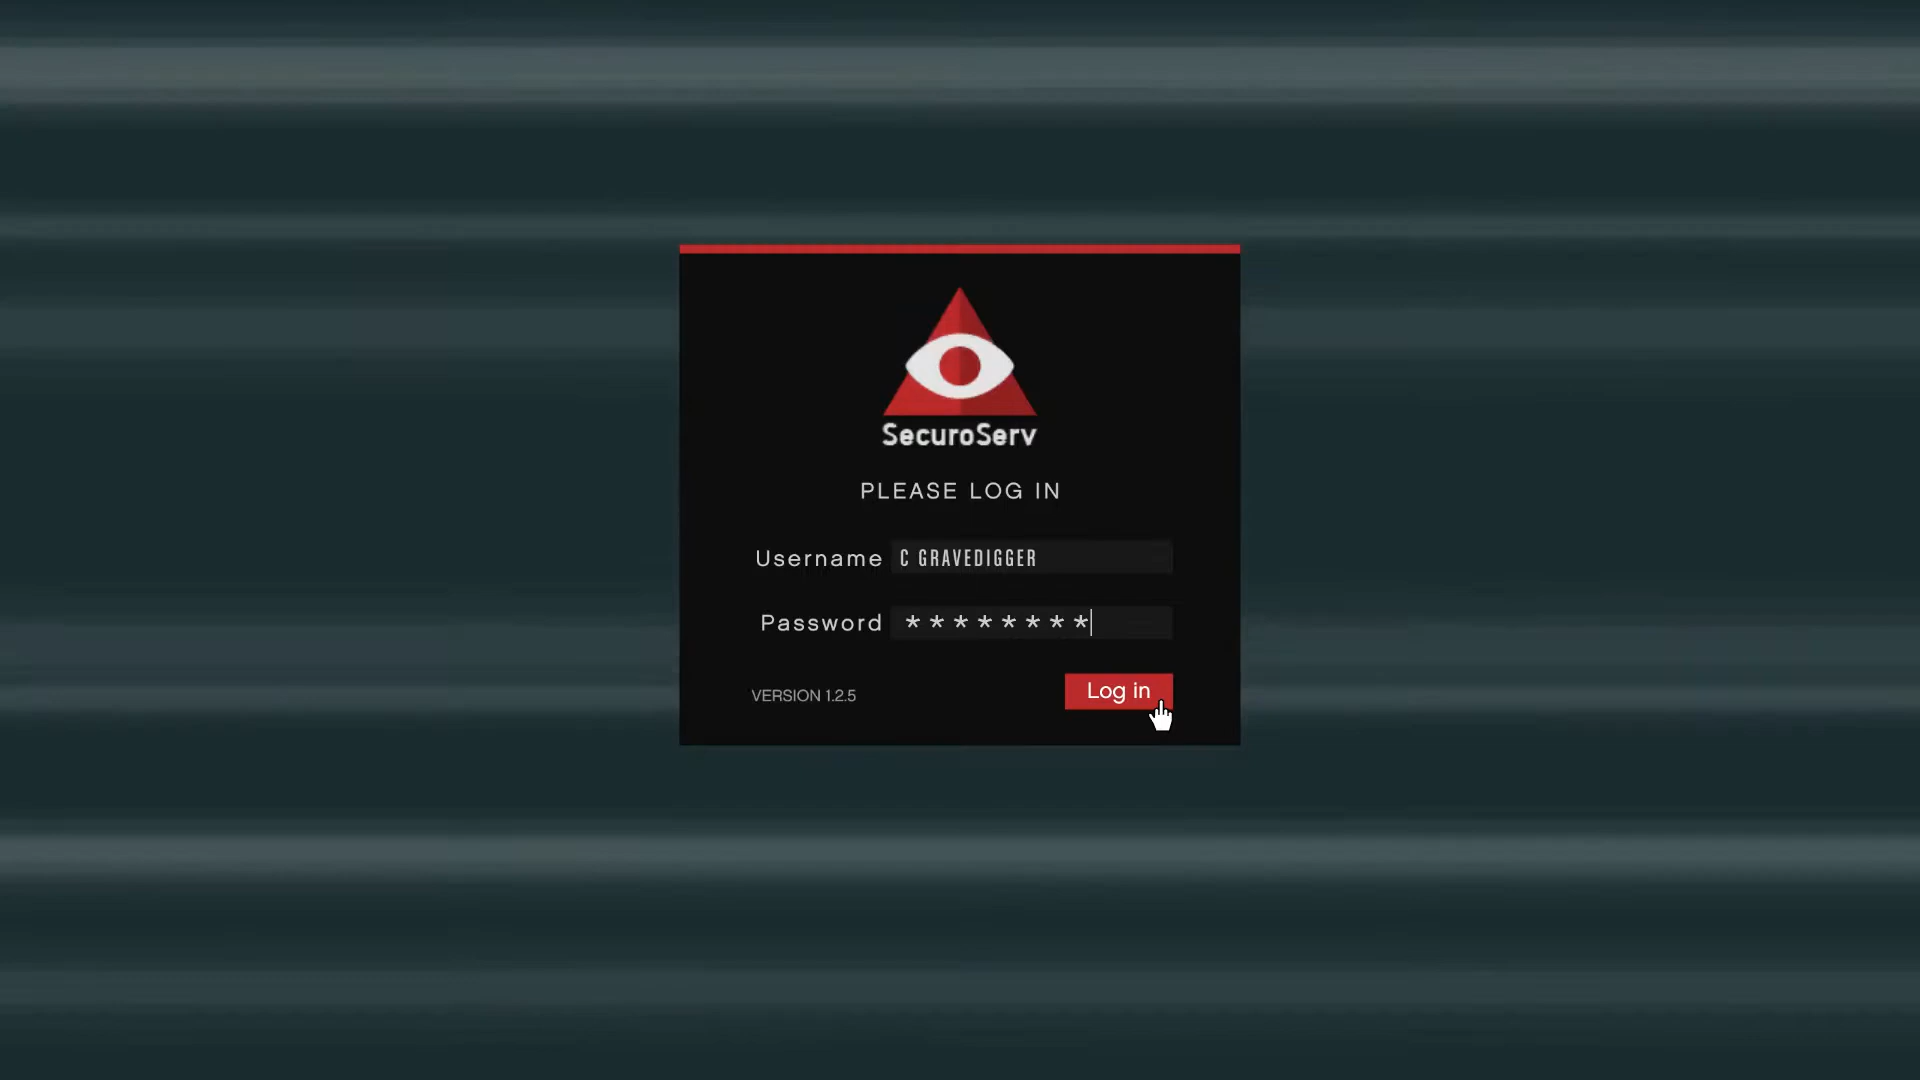 SecuroServ
PLEASE LOG IN
Username C GRAVEDIGGER
Password ********
VERSION 1.2.5
Log in